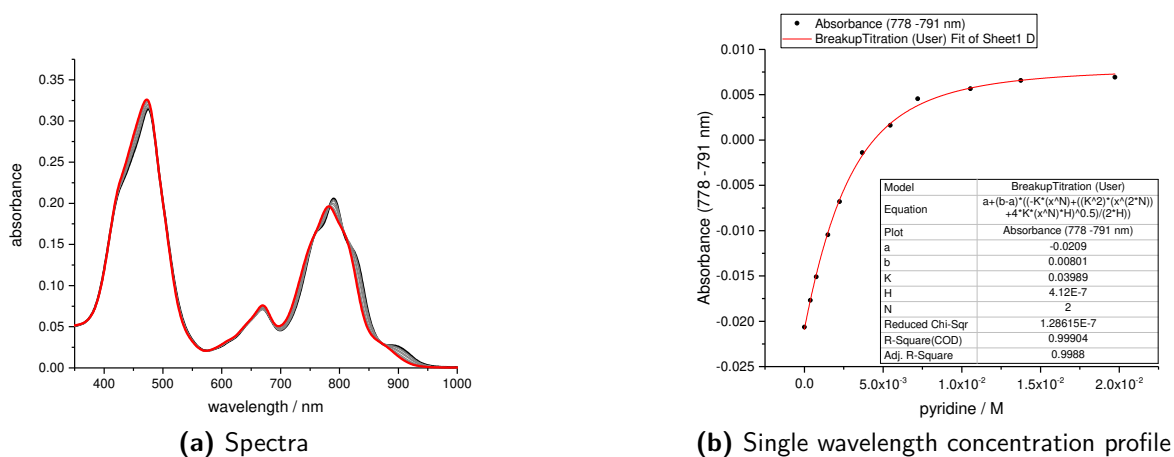 0.35
0.30
0.25
0.20
0.15
0.10
0.05
0.00
absorbance
400 500 600 700 800 900 1000
wavelength / nm
(a) Spectra
Absorbance (778 -791 nm)
BreakupTitration (User) Fit of Sheet1 D
0.010
0.005
0.000
-0.005
-0.010
-0.015
-0.020
-0.025
Absorbance (778 -791 nm)
Model BreakupTitration (User)
Equation a+(b-a)*((-K*(x^N)+((K^2)*(x^(2*N))
+4*K*(x^N)*H)^0.5)/(2*H))
Plot Absorbance (778 -791 nm)
a -0.0209
b 0.00801
K 0.03989
H 4.12E-7
N 2
Reduced Chi-Sqr 1.28615E-7
R-Square(COD) 0.99904
Adj. R-Square 0.9988
0.0 5.0x10⁻³ 1.0x10⁻² 1.5x10⁻² 2.0x10⁻²
pyridine / M
(b) Single wavelength concentration profile